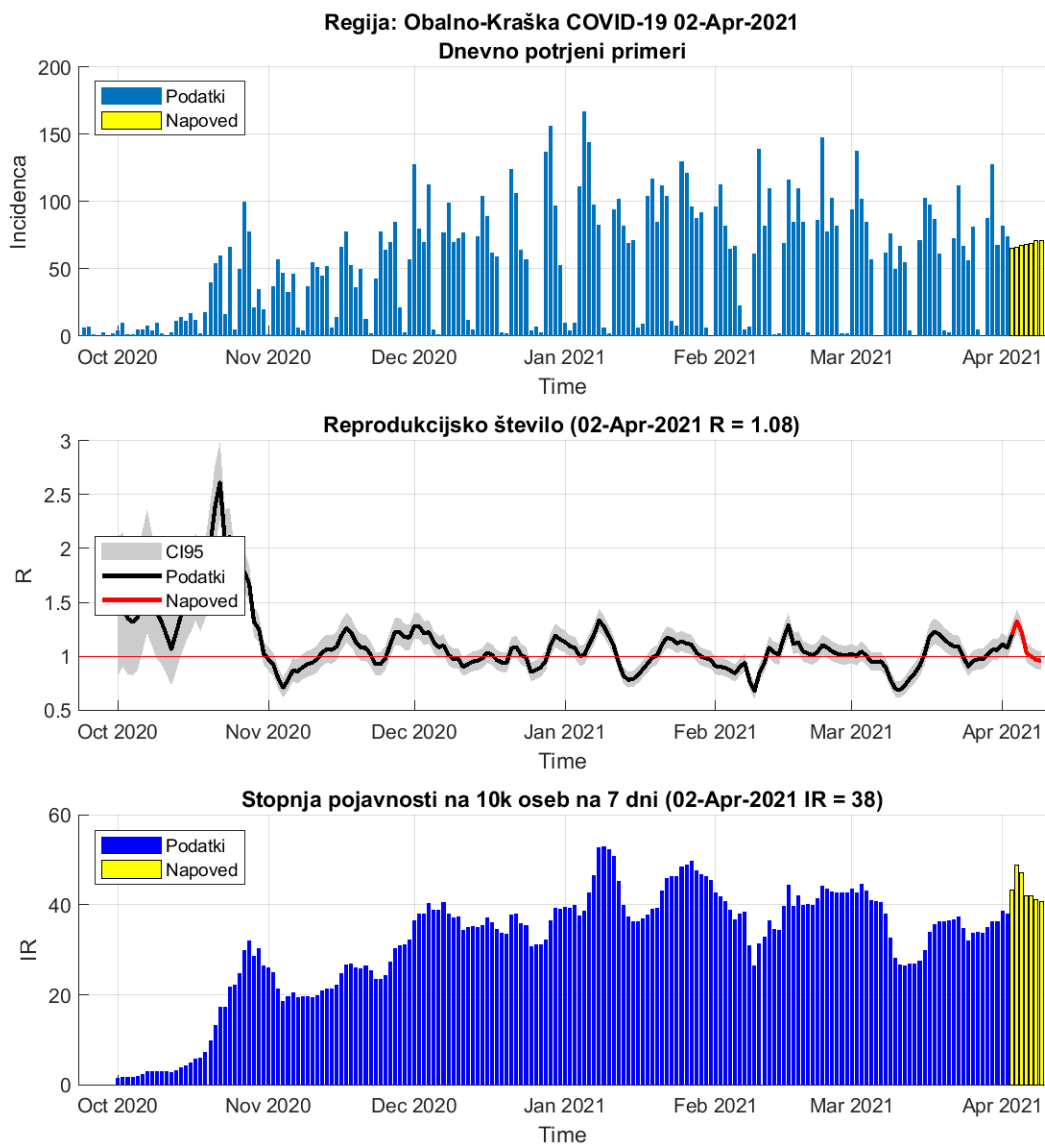 Regija: Obalno-Kraška COVID-19 02-Apr-2021
Dnevno potrjeni primeri
200
150
100
50
0
Incidenca
Podatki
Napoved
Oct 2020 Nov 2020 Dec 2020 Jan 2021 Feb 2021 Mar 2021 Apr 2021
Time
Reprodukcijsko število (02-Apr-2021 R = 1.08)
3
2.5
2
1.5
1
0.5
R
CI95
Podatki
Napoved
Oct 2020 Nov 2020 Dec 2020 Jan 2021 Feb 2021 Mar 2021 Apr 2021
Time
Stopnja pojavnosti na 10k oseb na 7 dni (02-Apr-2021 IR = 38)
60
40
20
0
IR
Podatki
Napoved
Oct 2020 Nov 2020 Dec 2020 Jan 2021 Feb 2021 Mar 2021 Apr 2021
Time